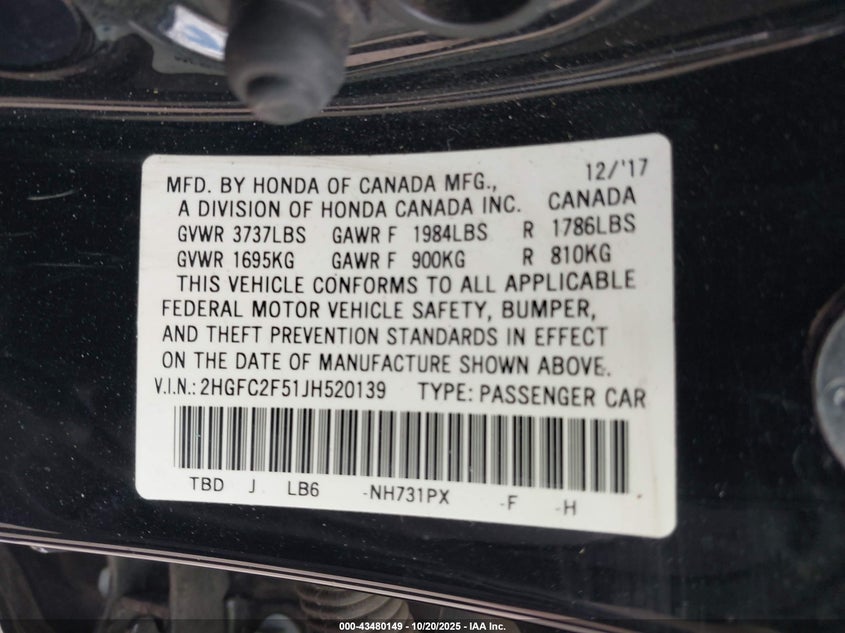 12/'17
MFD. BY HONDA OF CANADA MFG.,
A DIVISION OF HONDA CANADA INC. CANADA
GVWR 3737LBS GAWR F 1984LBS R 1786LBS
GVWR 1695KG GAWR F 900KG R 810KG
THIS VEHICLE CONFORMS TO ALL APPLICABLE
FEDERAL MOTOR VEHICLE SAFETY, BUMPER,
AND THEFT PREVENTION STANDARDS IN EFFECT
ON THE DATE OF MANUFACTURE SHOWN ABOVE.
V.I.N.: 2HGFC2F51JH520139 TYPE: PASSENGER CAR
TBD J LB6 -NH731PX -F -H
000-43480149 - 10/20/2025 - IAA Inc.